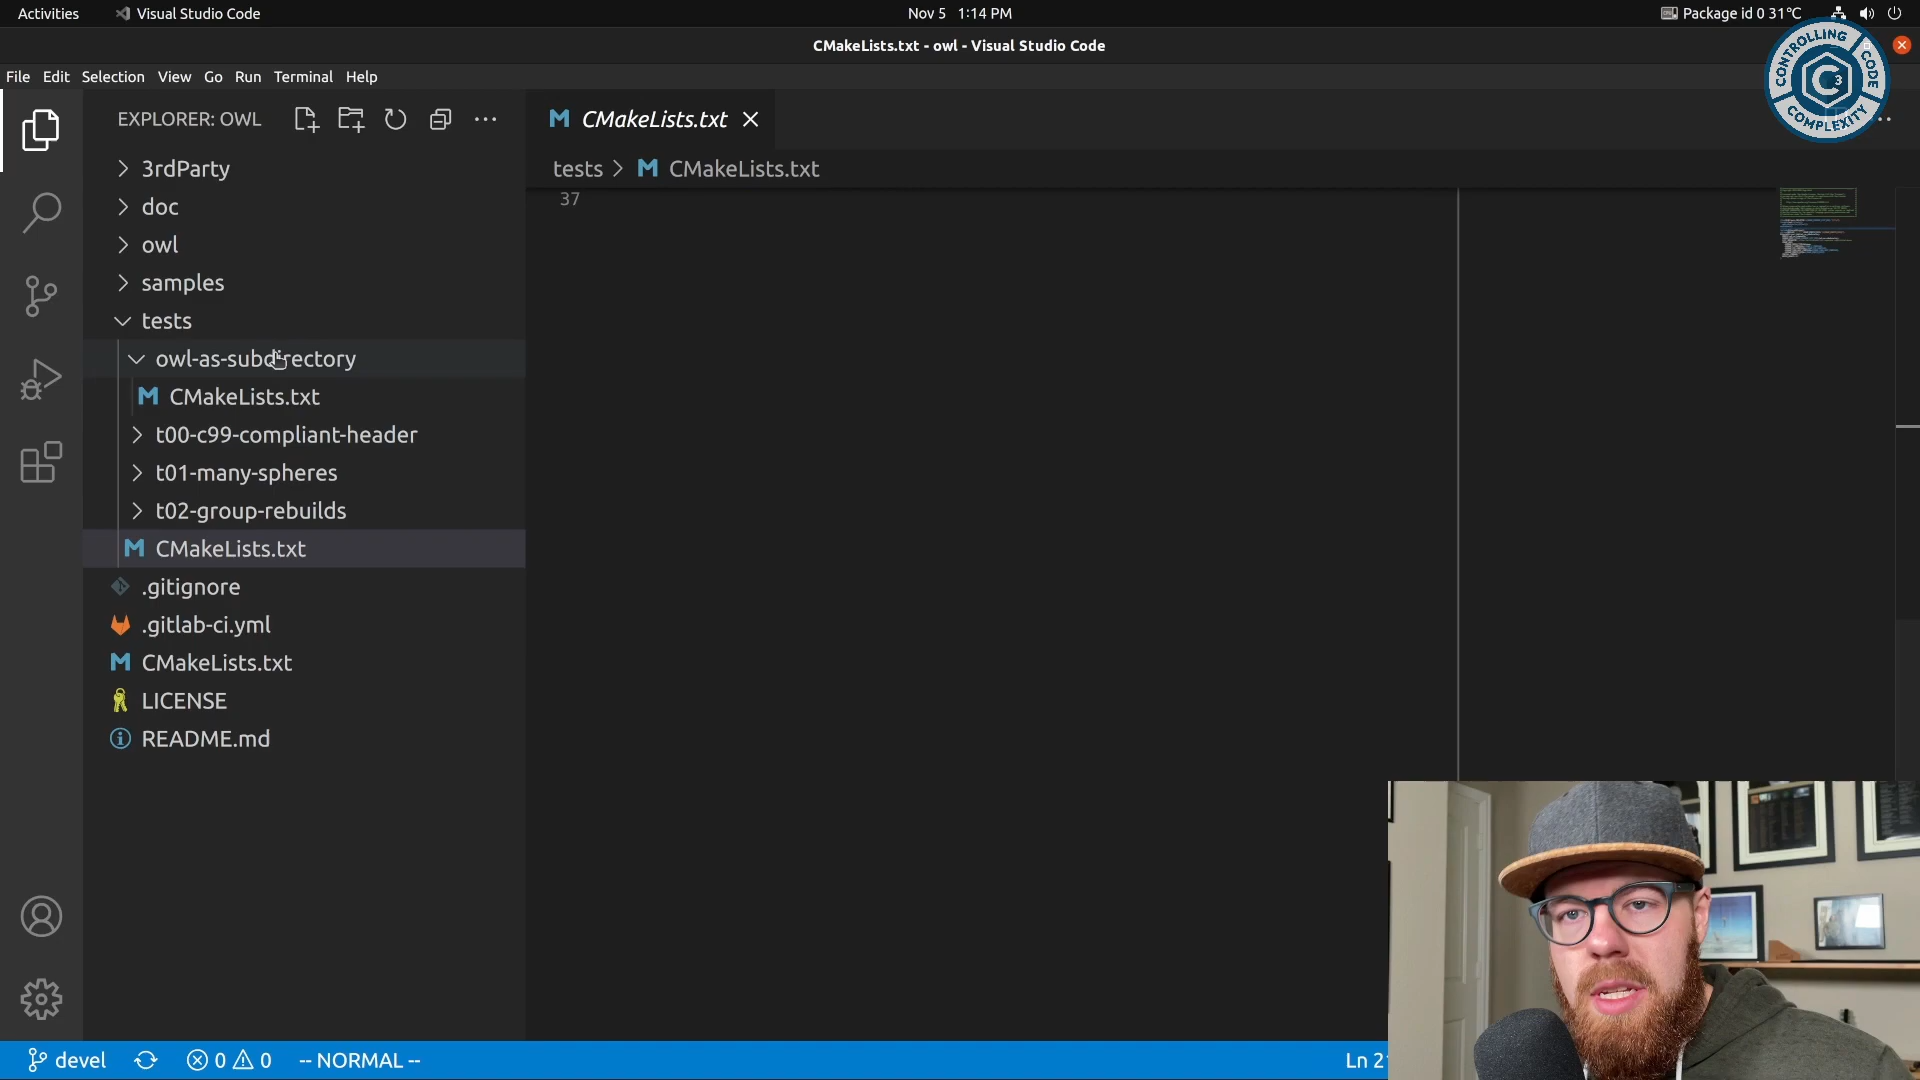 Activities
Visual Studio Code
Nov 5 1:14 PM
Package id 0 31°C
CMakeLists.txt - owl - Visual Studio Code
CONTROLLING CODE COMPLEXITY
C3
File Edit Selection View Go Run Terminal Help
EXPLORER: OWL
CMakeLists.txt
tests > CMakeLists.txt
37
3rdParty
doc
owl
samples
tests
owl-as-subdirectory
CMakeLists.txt
t00-c99-compliant-header
t01-many-spheres
t02-group-rebuilds
CMakeLists.txt
.gitignore
.gitlab-ci.yml
CMakeLists.txt
LICENSE
README.md
devel
0
0
-- NORMAL --
Ln 2